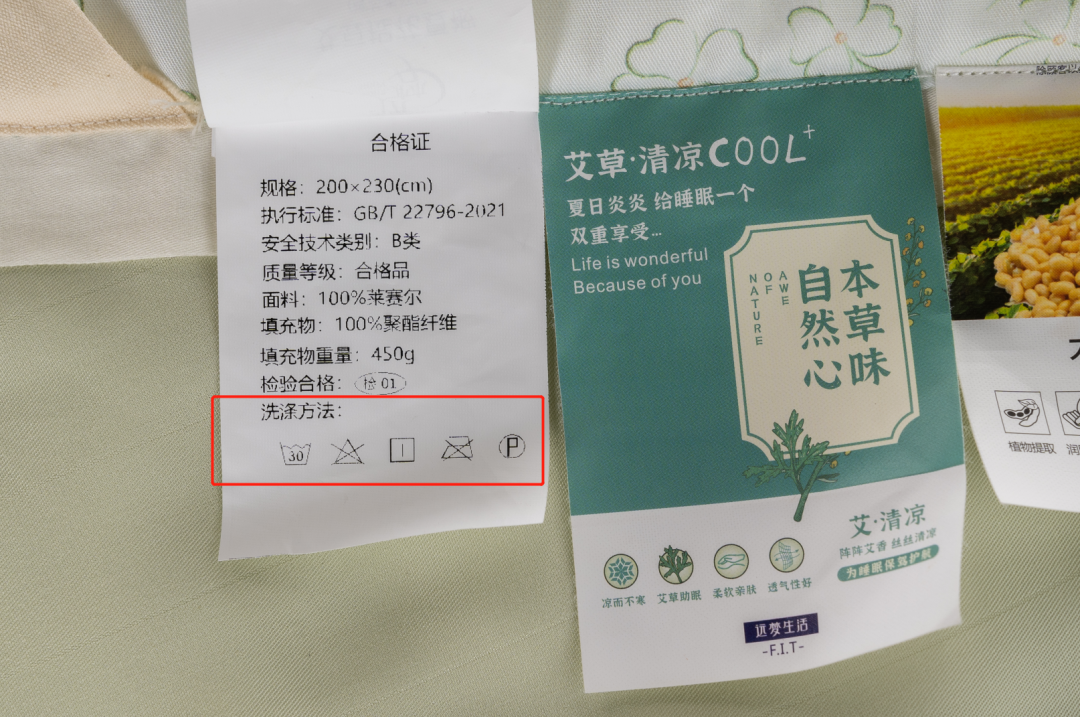 合格证
规格：200×230(cm)
执行标准：GB/T 22796-2021
安全技术类别：B类
质量等级：合格品
面料：100%莱赛尔
填充物：100%聚酯纤维
填充物重量：450g
检验合格：检 01
洗涤方法：
30
P
艾草·清凉COOL+
夏日炎炎 给睡眠一个
双重享受...
Life is wonderful
Because of you
本草味
自然心
AWE
OF
NATURE
艾·清凉
阵阵艾香 丝丝清凉
为睡眠保驾护航
凉而不寒 艾草助眠 柔软亲肤 透气性好
远梦生活
-F.I.T-
植物提取